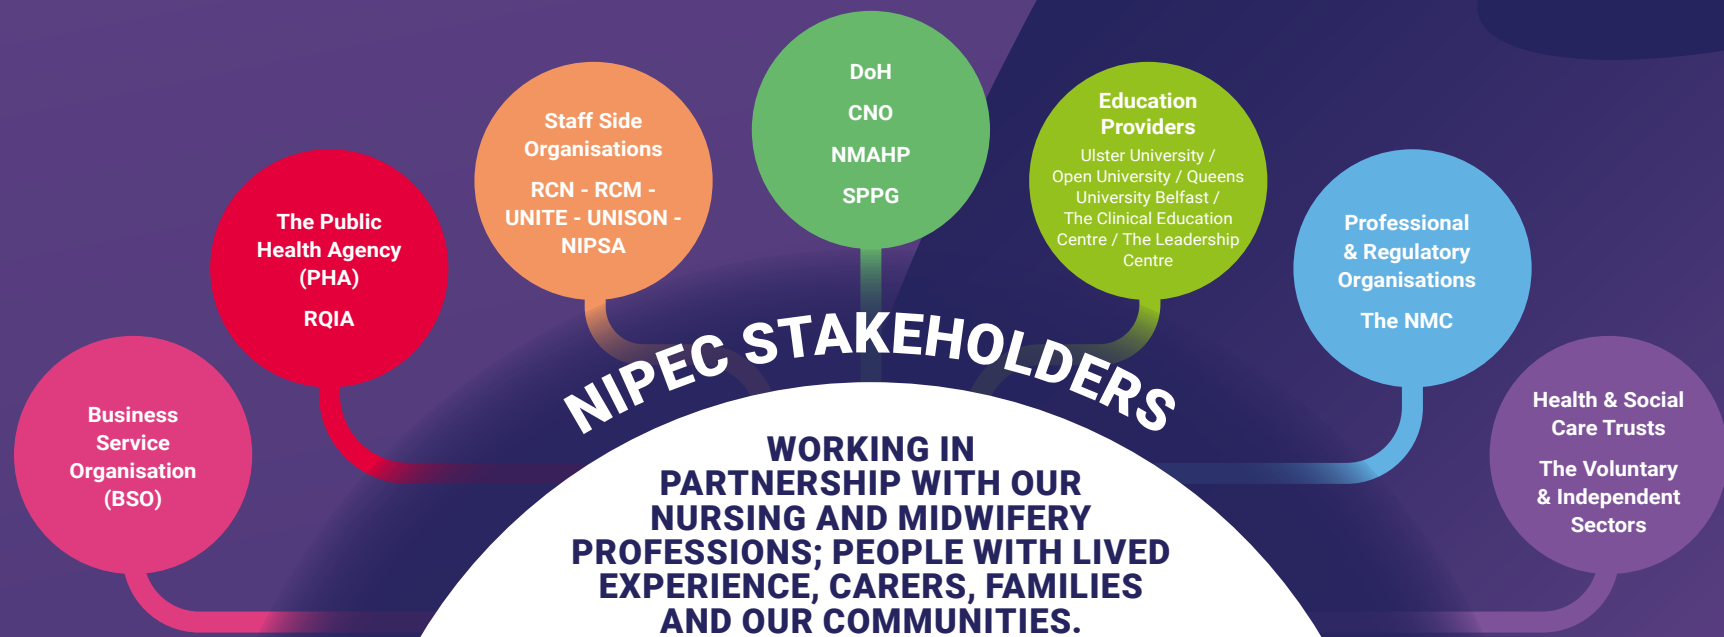 Business
Service
Organisation
(BSO)
The Public
Health Agency
(PHA)
RQIA
Staff Side
Organisations
RCN - RCM -
UNITE - UNISON -
NIPSA
DoH
CNO
NMAHP
SPPG
Education
Providers
Ulster University /
Open University / Queens
University Belfast /
The Clinical Education
Centre / The Leadership
Centre
Professional
& Regulatory
Organisations
The NMC
Health & Social
Care Trusts
The Voluntary
& Independent
Sectors
NIPEC STAKEHOLDERS
WORKING IN
PARTNERSHIP WITH OUR
NURSING AND MIDWIFERY
PROFESSIONS; PEOPLE WITH LIVED
EXPERIENCE, CARERS, FAMILIES
AND OUR COMMUNITIES.